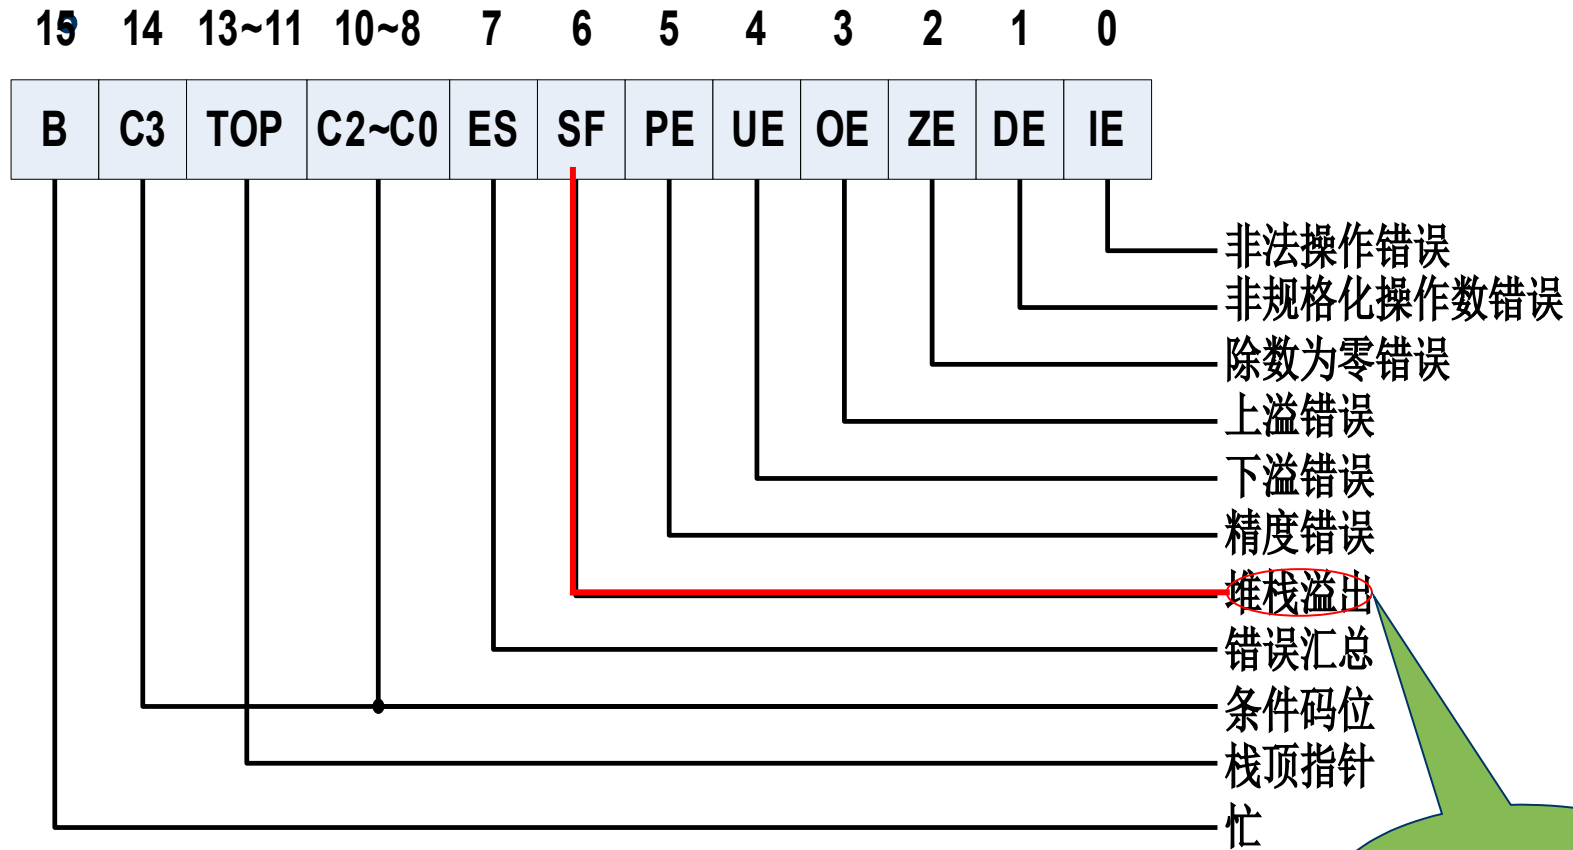 15 14 13~11 10~8 7 6 5 4 3 2 1 0
B C3 TOP C2~C0 ES SF PE UE OE ZE DE IE
非法操作错误
非规格化操作数错误
除数为零错误
上溢错误
下溢错误
精度错误
堆栈溢出
错误汇总
条件码位
栈顶指针
忙